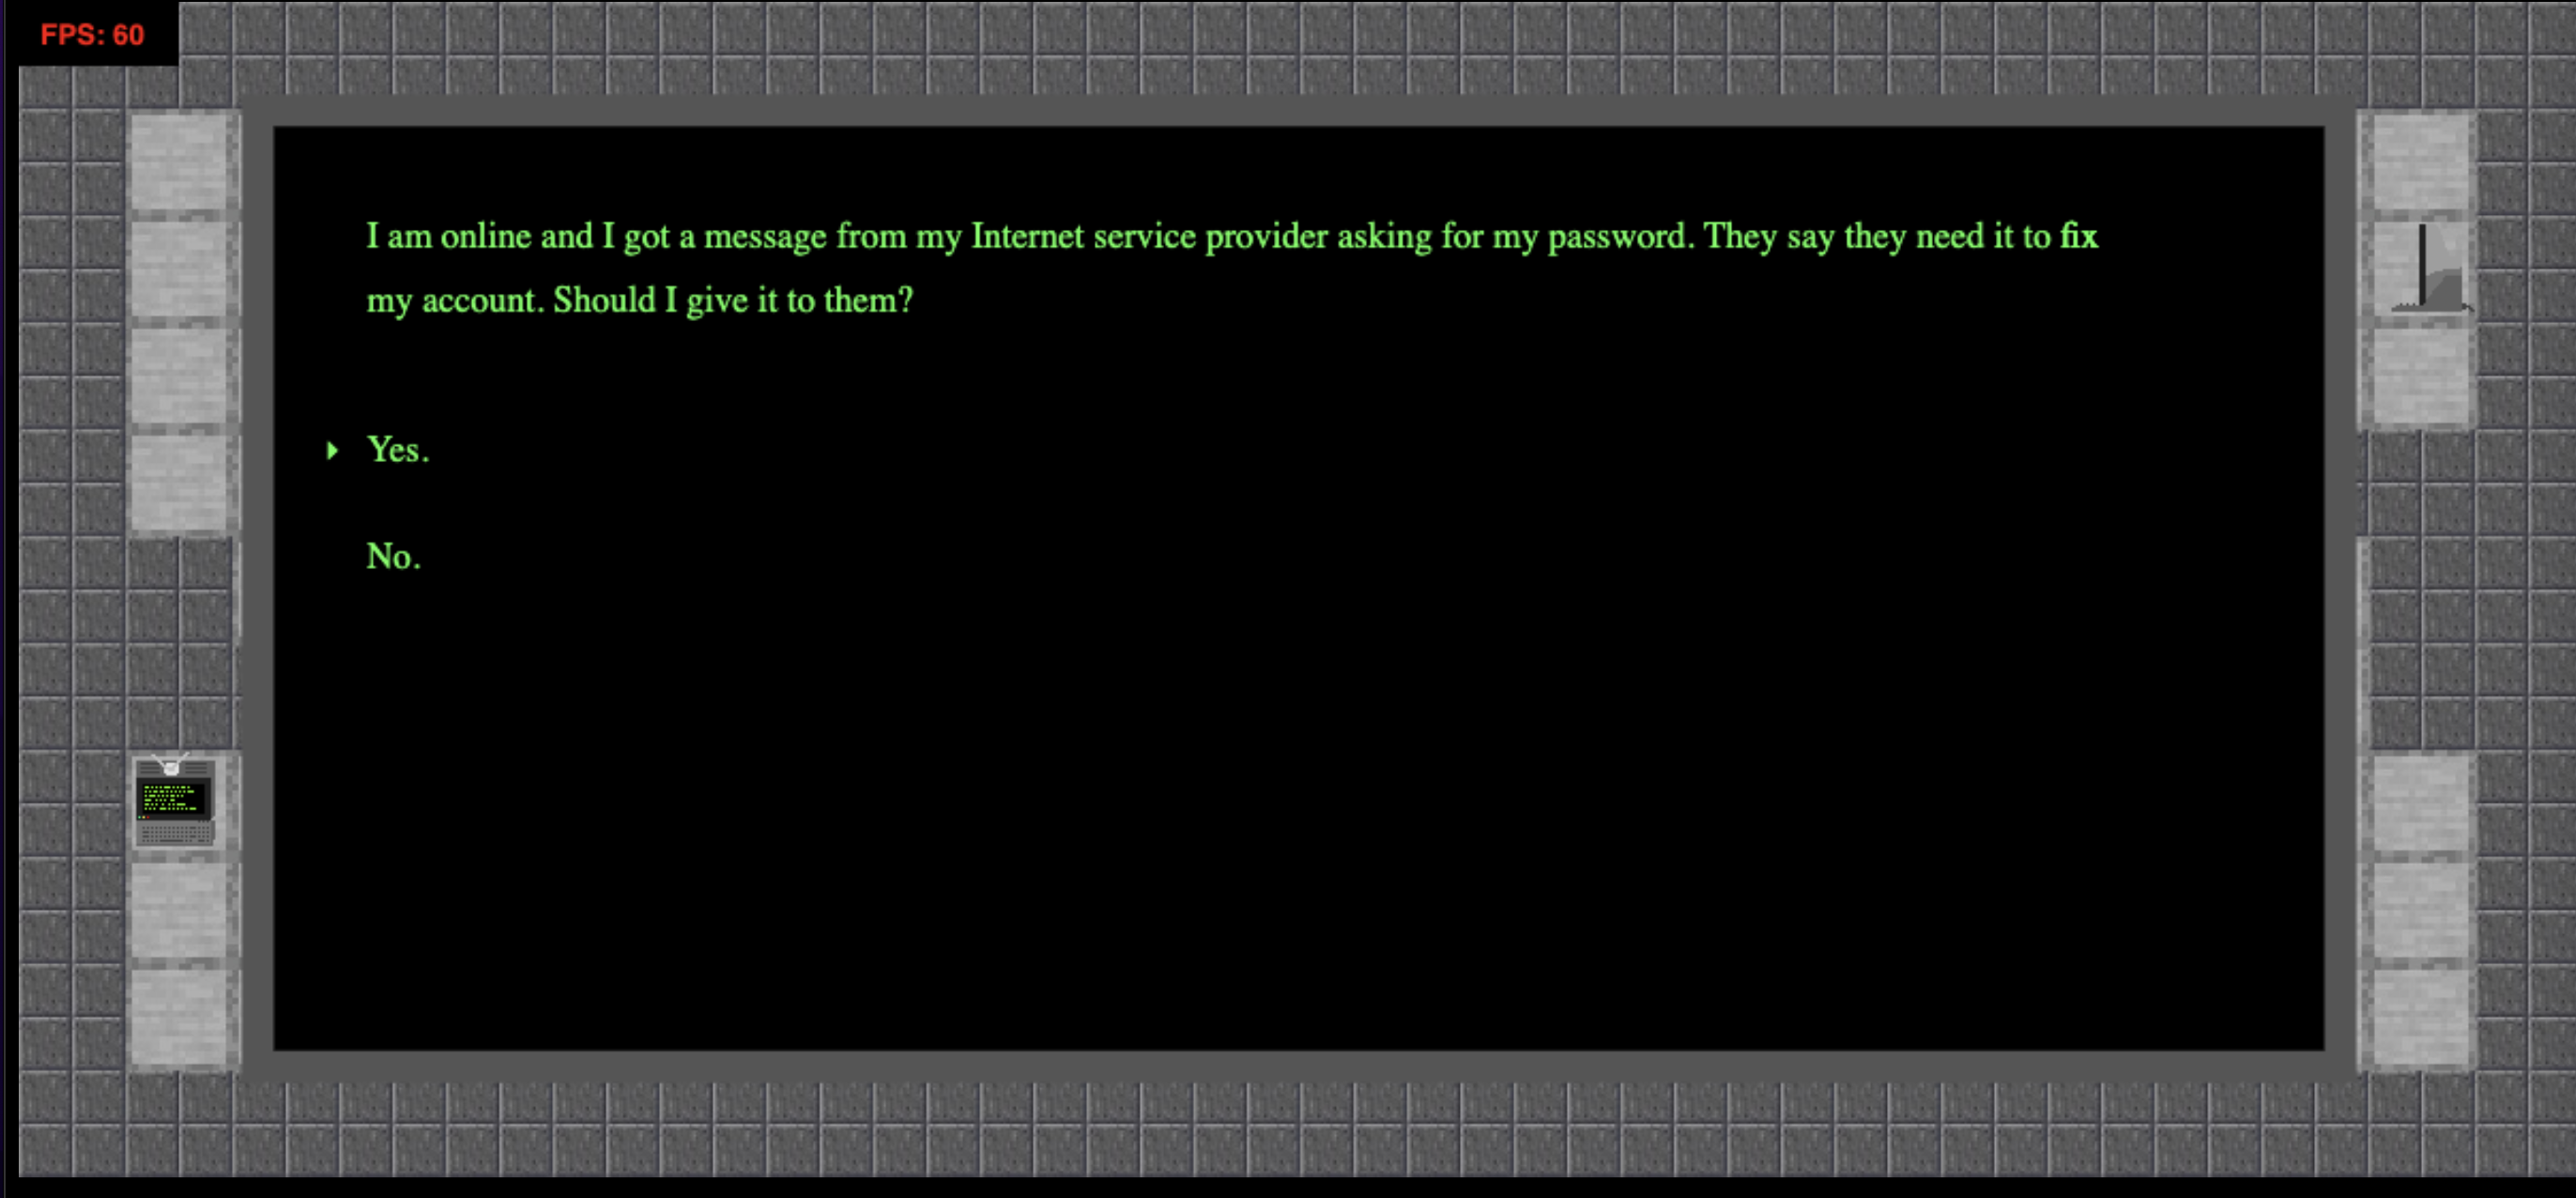 FPS: 60
I am online and I got a message from my Internet service provider asking for my password. They say they need it to fix
my account. Should I give it to them?
Yes.
No.